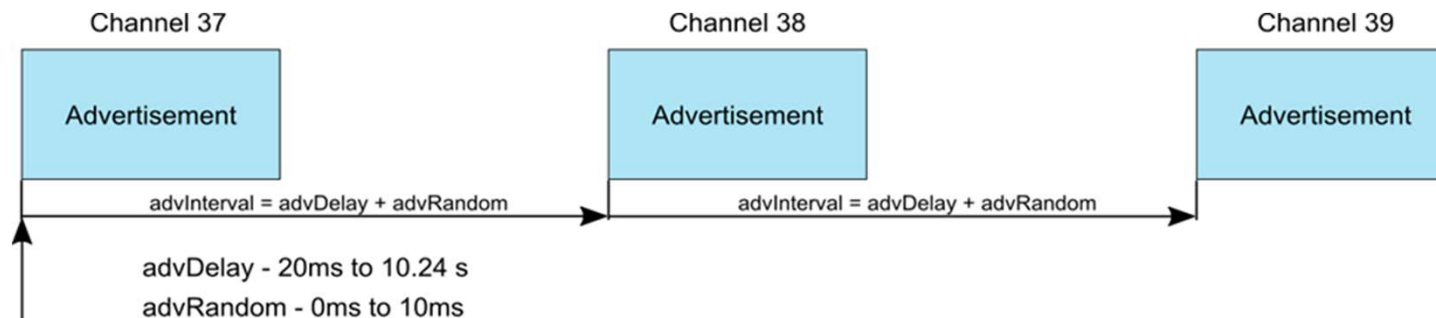 Channel 37
Channel 38
Channel 39
Advertisement
Advertisement
Advertisement
advInterval = advDelay + advRandom
advInterval = advDelay + advRandom
advDelay - 20ms to 10.24 s
advRandom - 0ms to 10ms